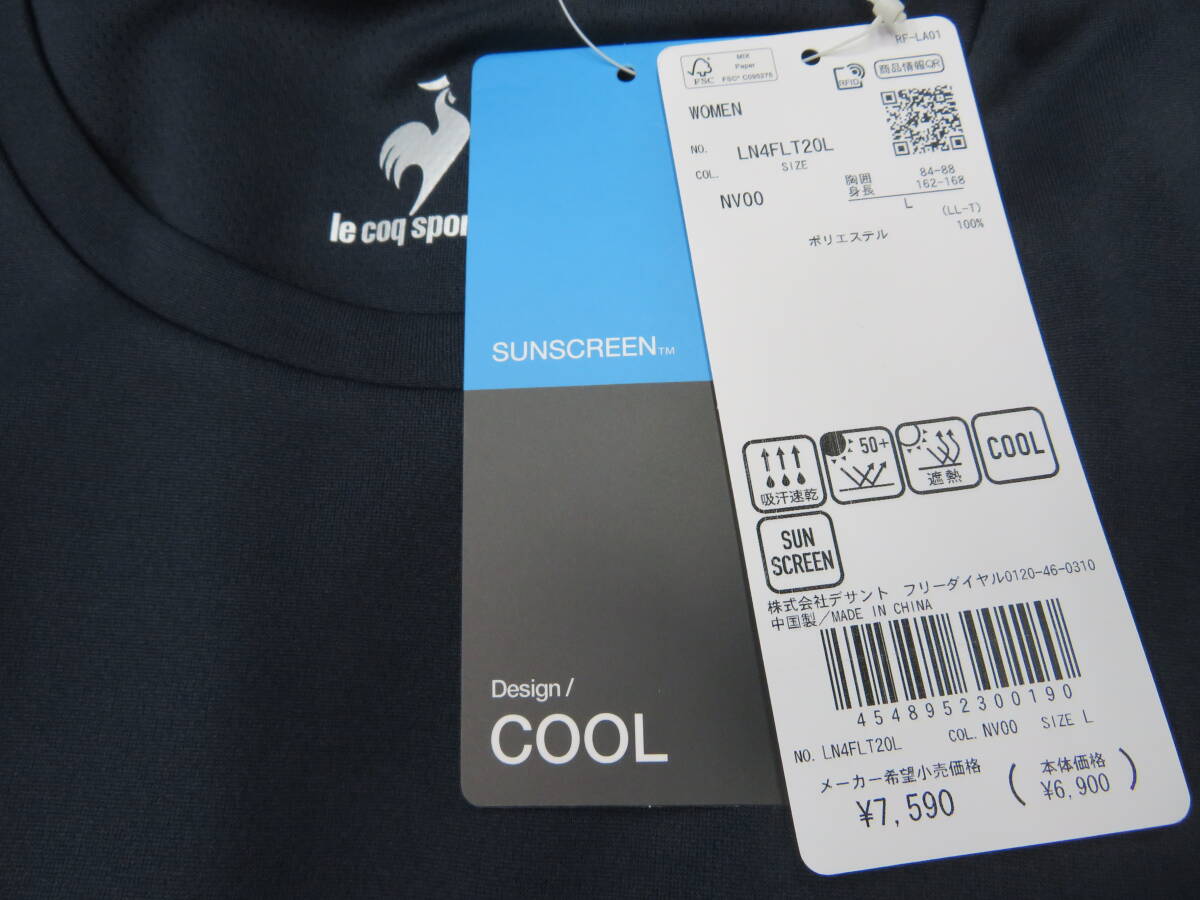 le coq spor
SUNSCREEN™
Design /
COOL
RF-LA01
FSC
MIX
Paper
FSC® C095275
RFID
商品情報QR
WOMEN
NO. LN4FLT20L
COL. SIZE
NV00
胸囲 84-88
身長 162-168
L (LL-T)
ポリエステル 100%
吸汗速乾
50+
遮熱
COOL
SUN
SCREEN
株式会社デサント フリーダイヤル0120-46-0310
中国製/MADE IN CHINA
4548952300190
NO. LN4FLT20L COL. NV00 SIZE L
メーカー希望小売価格 (本体価格
¥7,590 ¥6,900)